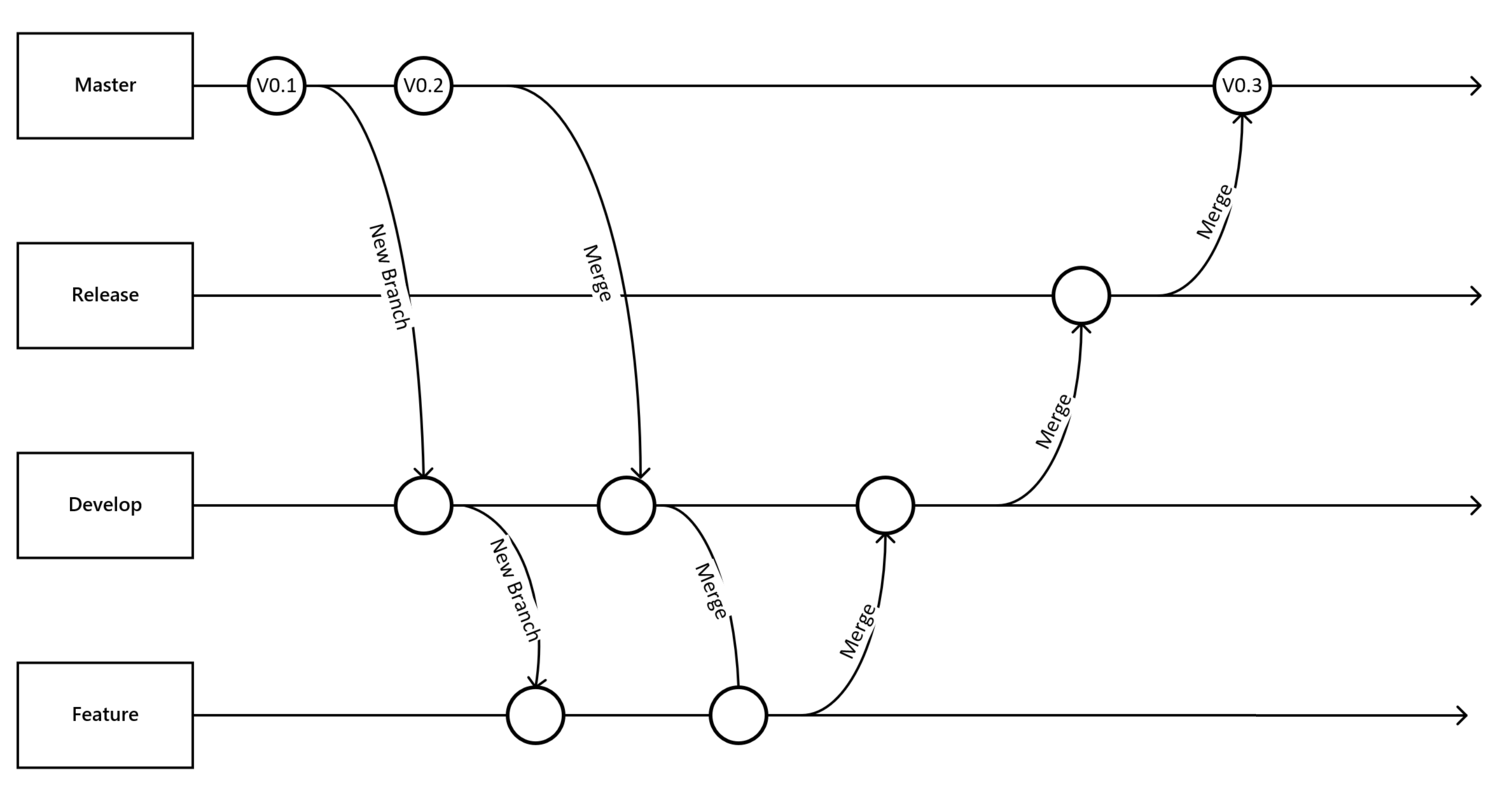 Master
V0.1
V0.2
V0.3
New Branch
Merge
Merge
Release
Merge
Develop
New Branch
Merge
Merge
Feature